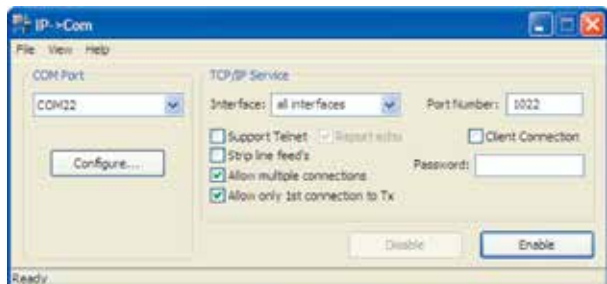 IP->Com
File View Help
COM Port
COM22
Configure....
TCP/IP Service
Interface: all interfaces
Port Number: 1022
Support Telnet Report echo
Client Connection
Strip line feed's
Password:
Allow multiple connections
Allow only 1st connection to Tx
Disable
Enable
Ready